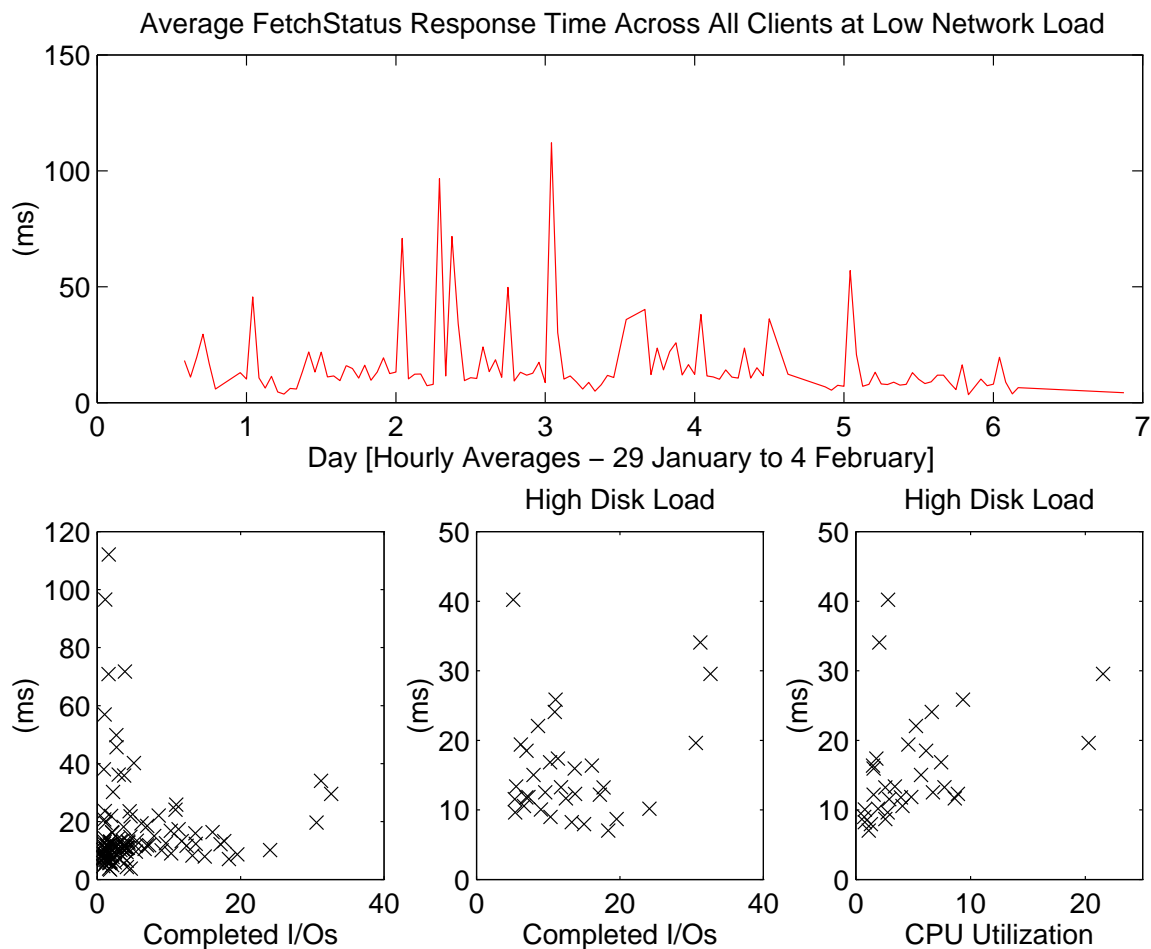 Average FetchStatus Response Time Across All Clients at Low Network Load
150
100
50
0
(ms)
0 1 2 3 4 5 6 7
Day [Hourly Averages – 29 January to 4 February]
120
100
80
60
40
20
0
(ms)
0 20 40
Completed I/Os
High Disk Load
50
40
30
20
10
0
(ms)
0 20 40
Completed I/Os
High Disk Load
50
40
30
20
10
0
(ms)
0 10 20
CPU Utilization